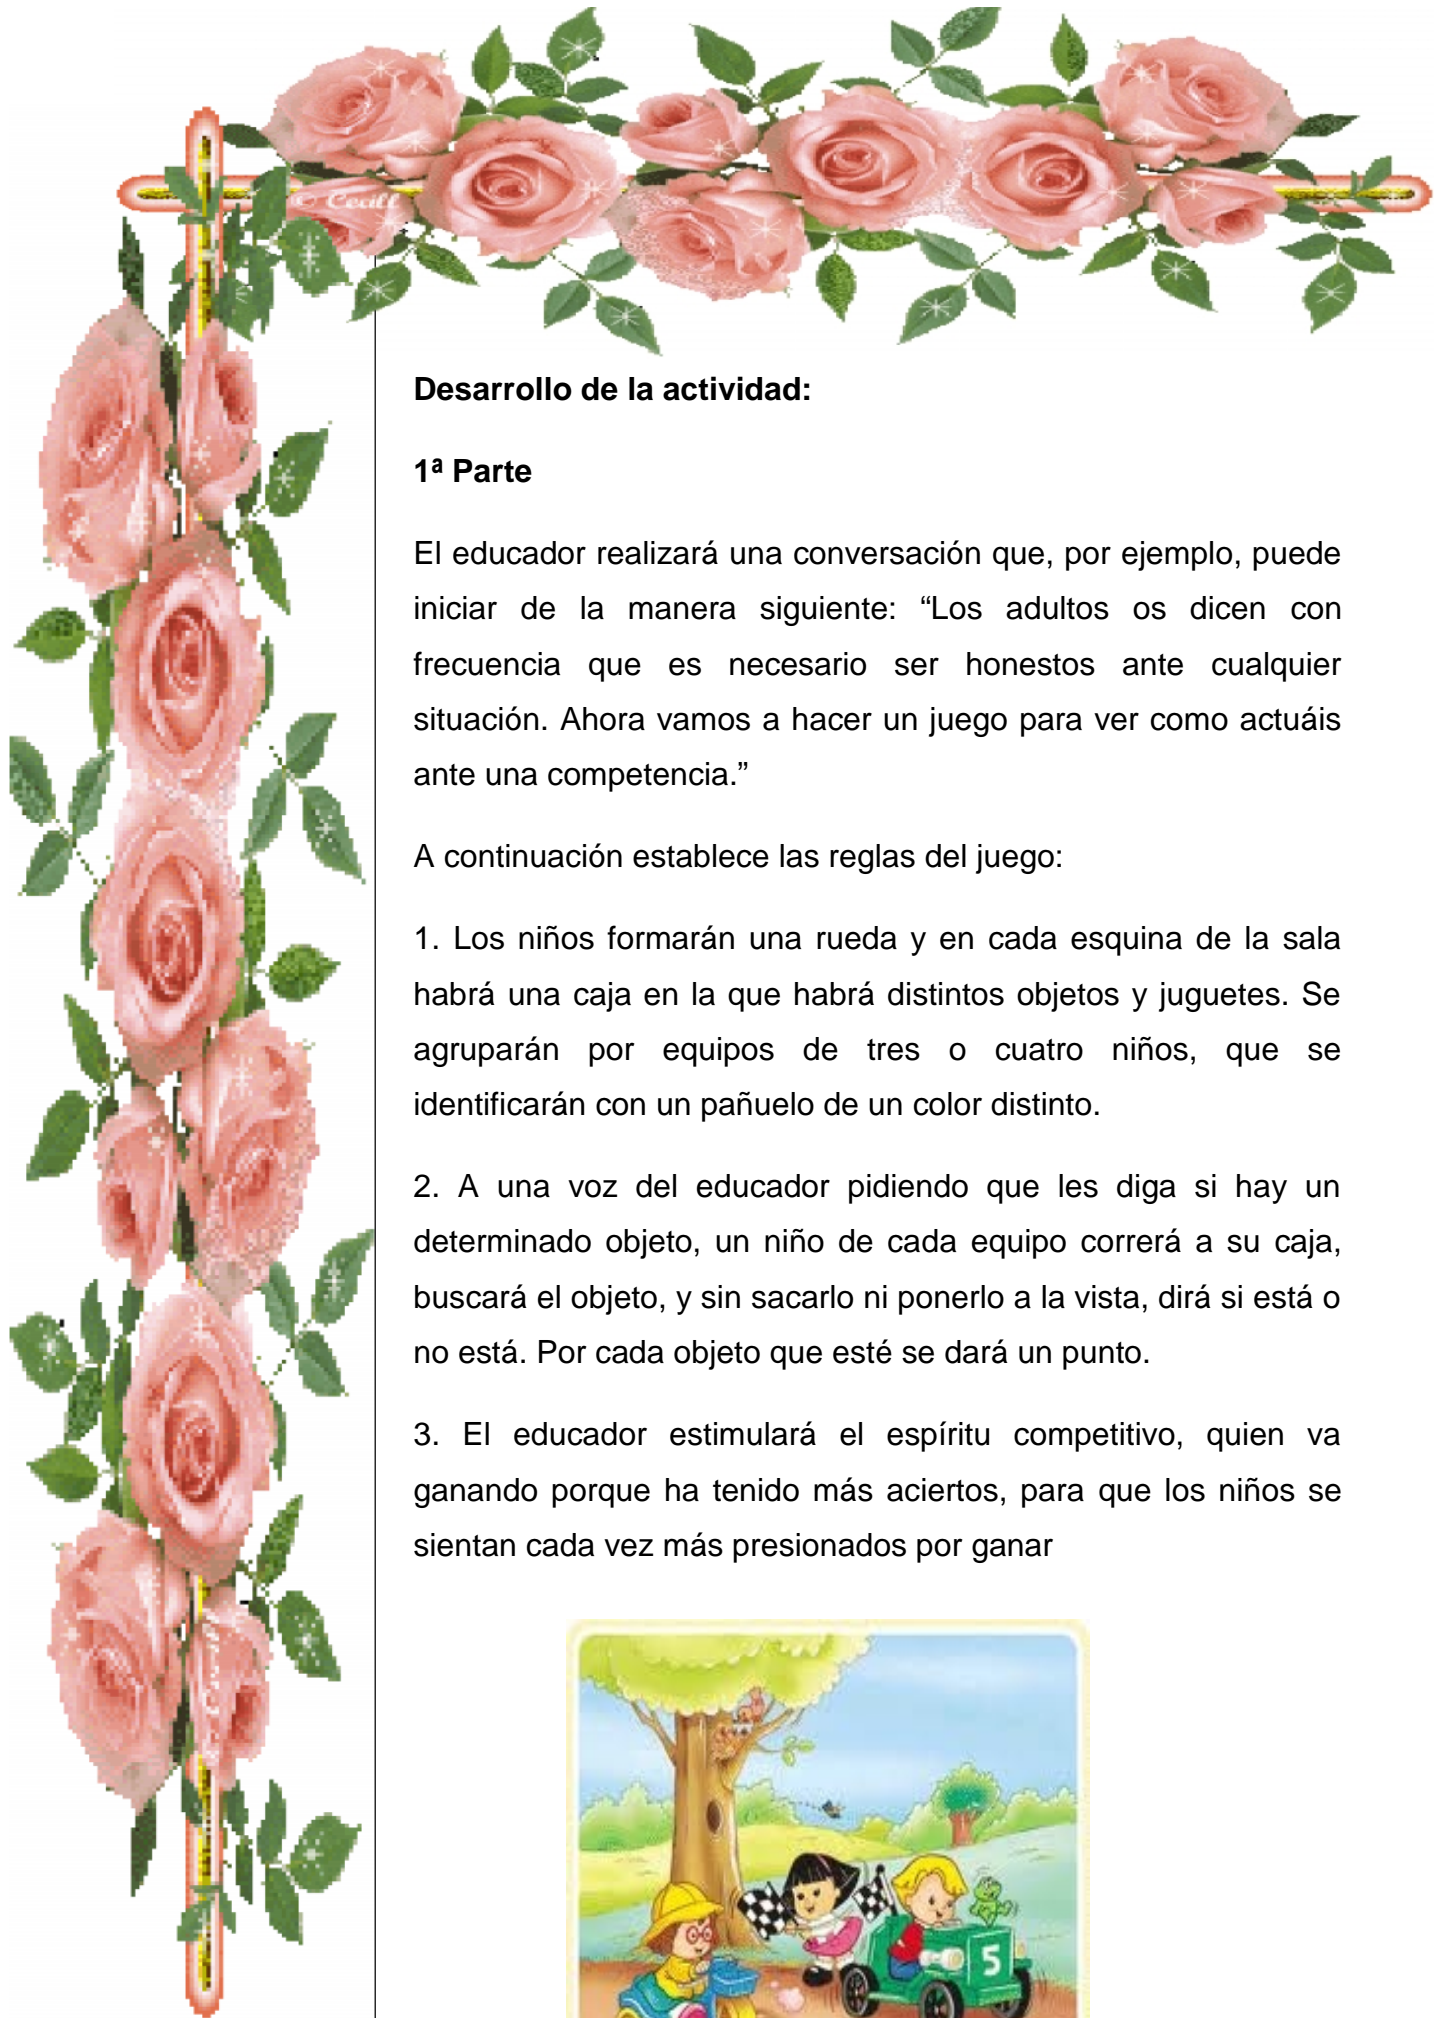 © Cecill
Desarrollo de la actividad:
1ª Parte
El educador realizará una conversación que, por ejemplo, puede
iniciar de la manera siguiente: “Los adultos os dicen con
frecuencia que es necesario ser honestos ante cualquier
situación. Ahora vamos a hacer un juego para ver como actuáis
ante una competencia.”
A continuación establece las reglas del juego:
1. Los niños formarán una rueda y en cada esquina de la sala
habrá una caja en la que habrá distintos objetos y juguetes. Se
agruparán por equipos de tres o cuatro niños, que se
identificarán con un pañuelo de un color distinto.
2. A una voz del educador pidiendo que les diga si hay un
determinado objeto, un niño de cada equipo correrá a su caja,
buscará el objeto, y sin sacarlo ni ponerlo a la vista, dirá si está o
no está. Por cada objeto que esté se dará un punto.
3. El educador estimulará el espíritu competitivo, quien va
ganando porque ha tenido más aciertos, para que los niños se
sientan cada vez más presionados por ganar
5